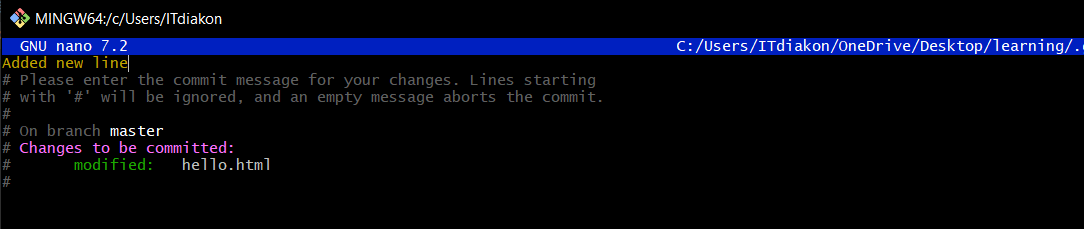 MINGW64:/c/Users/ITdiakon
GNU nano 7.2 C:/Users/ITdiakon/OneDrive/Desktop/learning/.
Added new line
# Please enter the commit message for your changes. Lines starting
# with '#' will be ignored, and an empty message aborts the commit.
#
# On branch master
# Changes to be committed:
# modified: hello.html
#